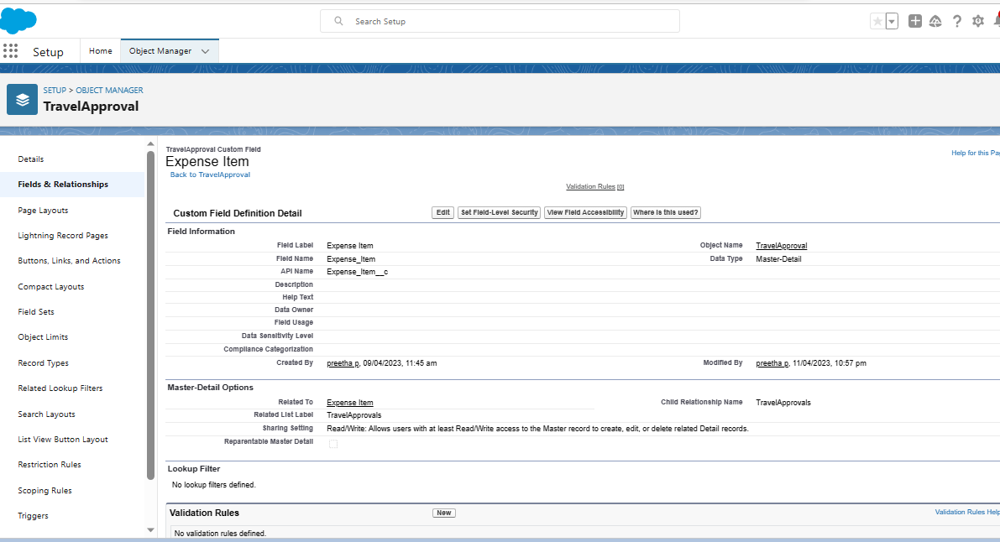 Search Setup
Setup
Home
Object Manager
SETUP > OBJECT MANAGER
TravelApproval
Details
Fields & Relationships
Page Layouts
Lightning Record Pages
Buttons, Links, and Actions
Compact Layouts
Field Sets
Object Limits
Record Types
Related Lookup Filters
Search Layouts
List View Button Layout
Restriction Rules
Scoping Rules
Triggers
TravelApproval Custom Field
Expense Item
Back to TravelApproval
Help for this Pag
Validation Rules [0]
Custom Field Definition Detail
Edit
Set Field-Level Security
View Field Accessibility
Where is this used?
Field Information
Field Label Expense Item
Object Name TravelApproval
Field Name Expense_Item
Data Type Master-Detail
API Name Expense_Item__c
Description
Help Text
Data Owner
Field Usage
Data Sensitivity Level
Compliance Categorization
Created By preetha p, 09/04/2023, 11:45 am
Modified By preetha p, 11/04/2023, 10:57 pm
Master-Detail Options
Related To Expense Item
Child Relationship Name TravelApprovals
Related List Label TravelApprovals
Sharing Setting Read/Write: Allows users with at least Read/Write access to the Master record to create, edit, or delete related Detail records.
Reparentable Master Detail
Lookup Filter
No lookup filters defined.
Validation Rules
New
Validation Rules Help
No validation rules defined.